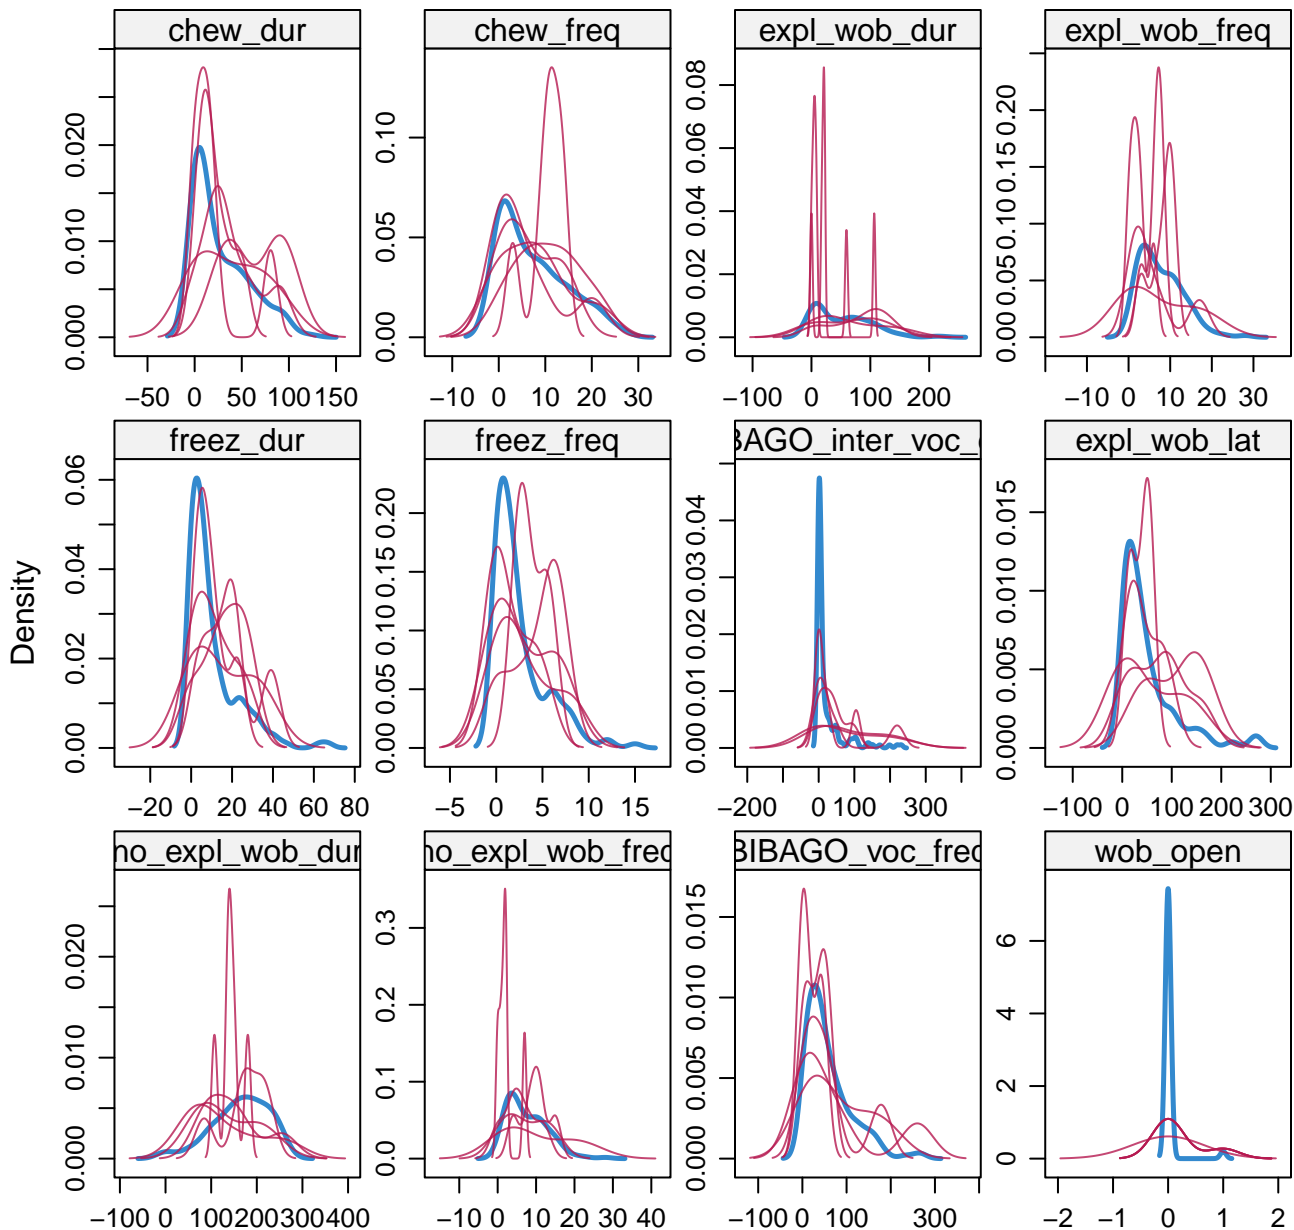 chew_dur
0.000 0.010 0.020
−50 0 50 100 150
chew_freq
0.00 0.05 0.10
−10 0 10 20 30
expl_wob_dur
0.00 0.02 0.04 0.06 0.08
−100 0 100 200
expl_wob_freq
0.00 0.05 0.10 0.15 0.20
−10 0 10 20 30
Density
freez_dur
0.00 0.02 0.04 0.06
−20 0 20 40 60 80
freez_freq
0.00 0.05 0.10 0.15 0.20
−5 0 5 10 15
BAGO_inter_voc_
0.00 0.01 0.02 0.03 0.04
−200 0 100 300
expl_wob_lat
0.000 0.005 0.010 0.015
−100 0 100 200 300
no_expl_wob_dur
0.000 0.010 0.020
−100 0 100 200 300 400
no_expl_wob_freq
0.0 0.1 0.2 0.3
−10 0 10 20 30 40
BIBAGO_voc_freq
0.000 0.005 0.010 0.015
−100 0 100 300
wob_open
0 2 4 6
−2 −1 0 1 2